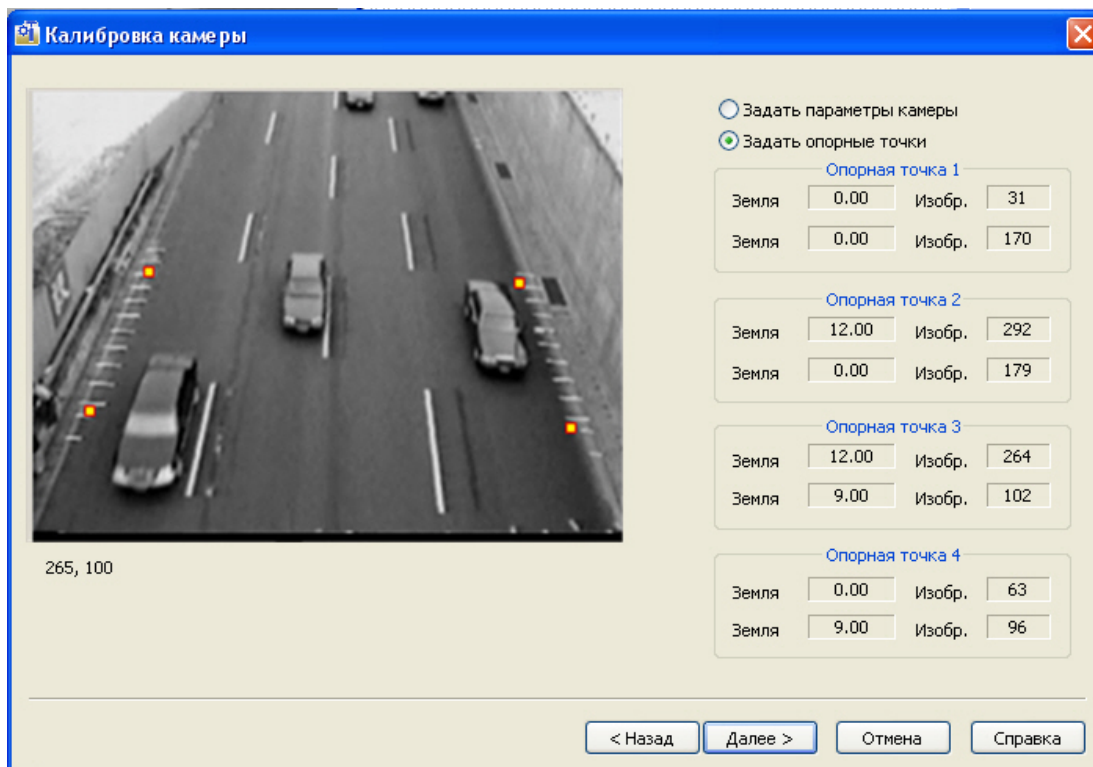 Калибровка камеры
Задать параметры камеры
Задать опорные точки
Опорная точка 1
Земля 0.00 Изобр. 31
Земля 0.00 Изобр. 170
Опорная точка 2
Земля 12.00 Изобр. 292
Земля 0.00 Изобр. 179
Опорная точка 3
Земля 12.00 Изобр. 264
Земля 9.00 Изобр. 102
Опорная точка 4
Земля 0.00 Изобр. 63
Земля 9.00 Изобр. 96
265, 100
< Назад Далее > Отмена Справка